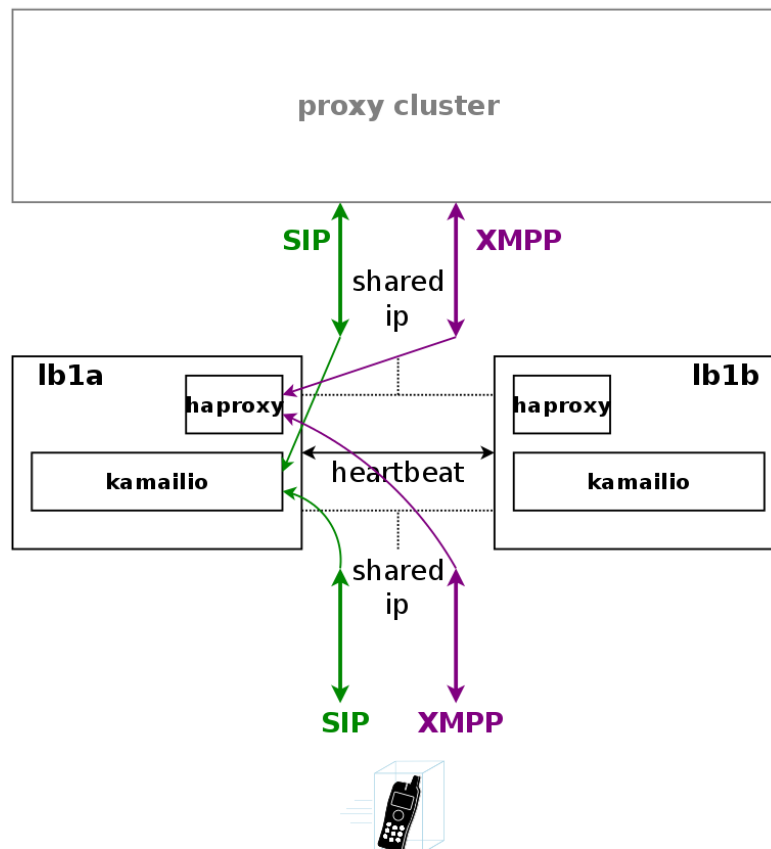 proxy cluster
SIP
XMPP
shared
ip
lb1a
lb1b
haproxy
haproxy
heartbeat
kamailio
kamailio
shared
ip
SIP
XMPP